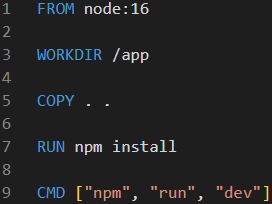 1 FROM node:16
2
3 WORKDIR /app
4
5 COPY . .
6
7 RUN npm install
8
9 CMD ["npm", "run", "dev"]